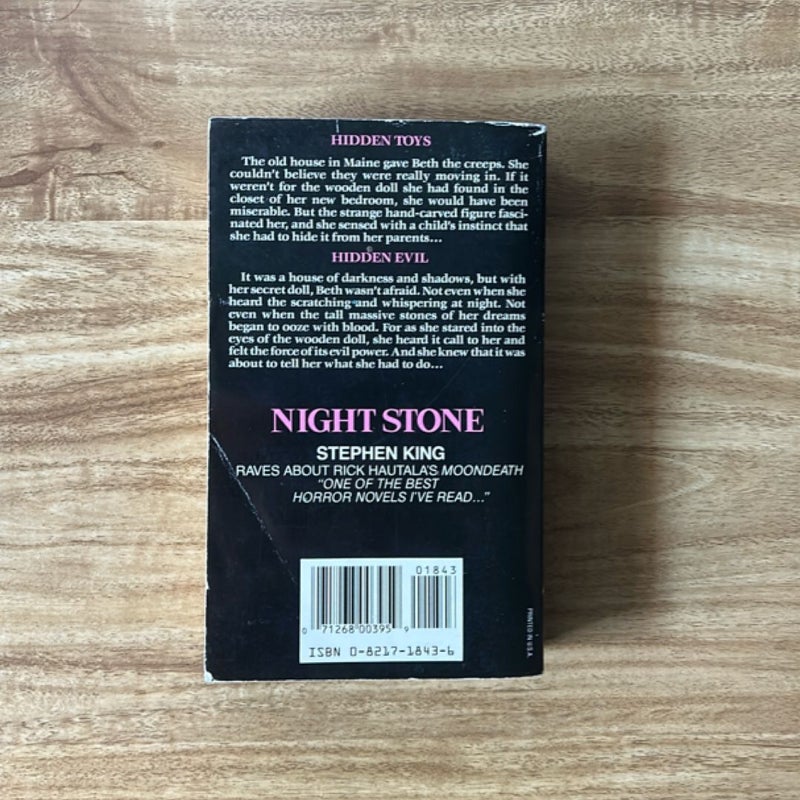 HIDDEN TOYS
The old house in Maine gave Beth the creeps. She
couldn't believe they were really moving in. If it
weren't for the wooden doll she had found in the
closet of her new bedroom, she would have been
miserable. But the strange hand-carved figure fasci-
nated her, and she sensed with a child's instinct that
she had to hide it from her parents...
HIDDEN EVIL
It was a house of darkness and shadows, but with
her secret doll, Beth wasn't afraid. Not even when she
heard the scratching and whispering at night. Not
even when the tall massive stones of her dreams
began to ooze with blood. For as she stared into the
eyes of the wooden doll, she heard it call to her and
felt the force of its evil power. And she knew that it was
about to tell her what she had to do...
NIGHT STONE
STEPHEN KING
RAVES ABOUT RICK HAUTALA'S MOONDEATH
"ONE OF THE BEST
HORROR NOVELS I'VE READ..."
01843
0 71268 00395 9
ISBN 0-8217-1843-6
PRINTED IN U.S.A.